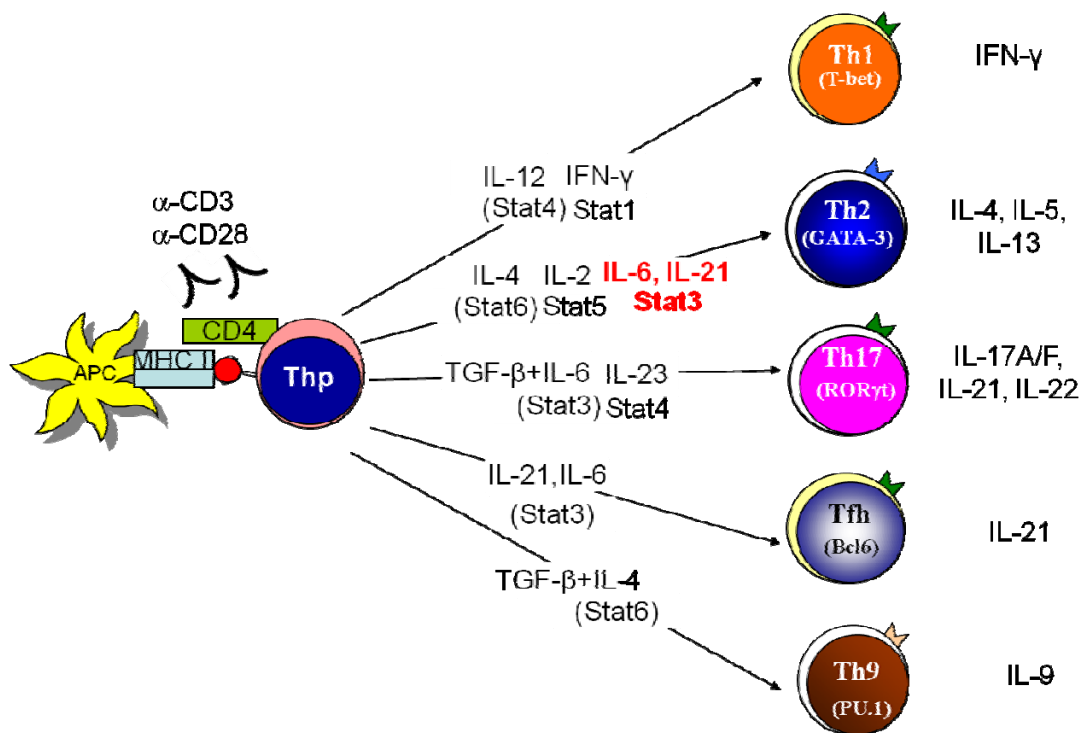 Th1
(T-bet)
IFN-γ
IL-12 IFN-γ
(Stat4) Stat1
α-CD3
α-CD28
Th2
(GATA-3)
IL-4, IL-5,
IL-13
IL-4 IL-2 IL-6, IL-21
(Stat6) Stat5 Stat3
CD4
MHC I
APC
Thp
TGF-β+IL-6 IL-23
(Stat3) Stat4
Th17
(RORγt)
IL-17A/F,
IL-21, IL-22
IL-21,IL-6
(Stat3)
Tfh
(Bcl6)
IL-21
TGF-β+IL-4
(Stat6)
Th9
(PU.1)
IL-9